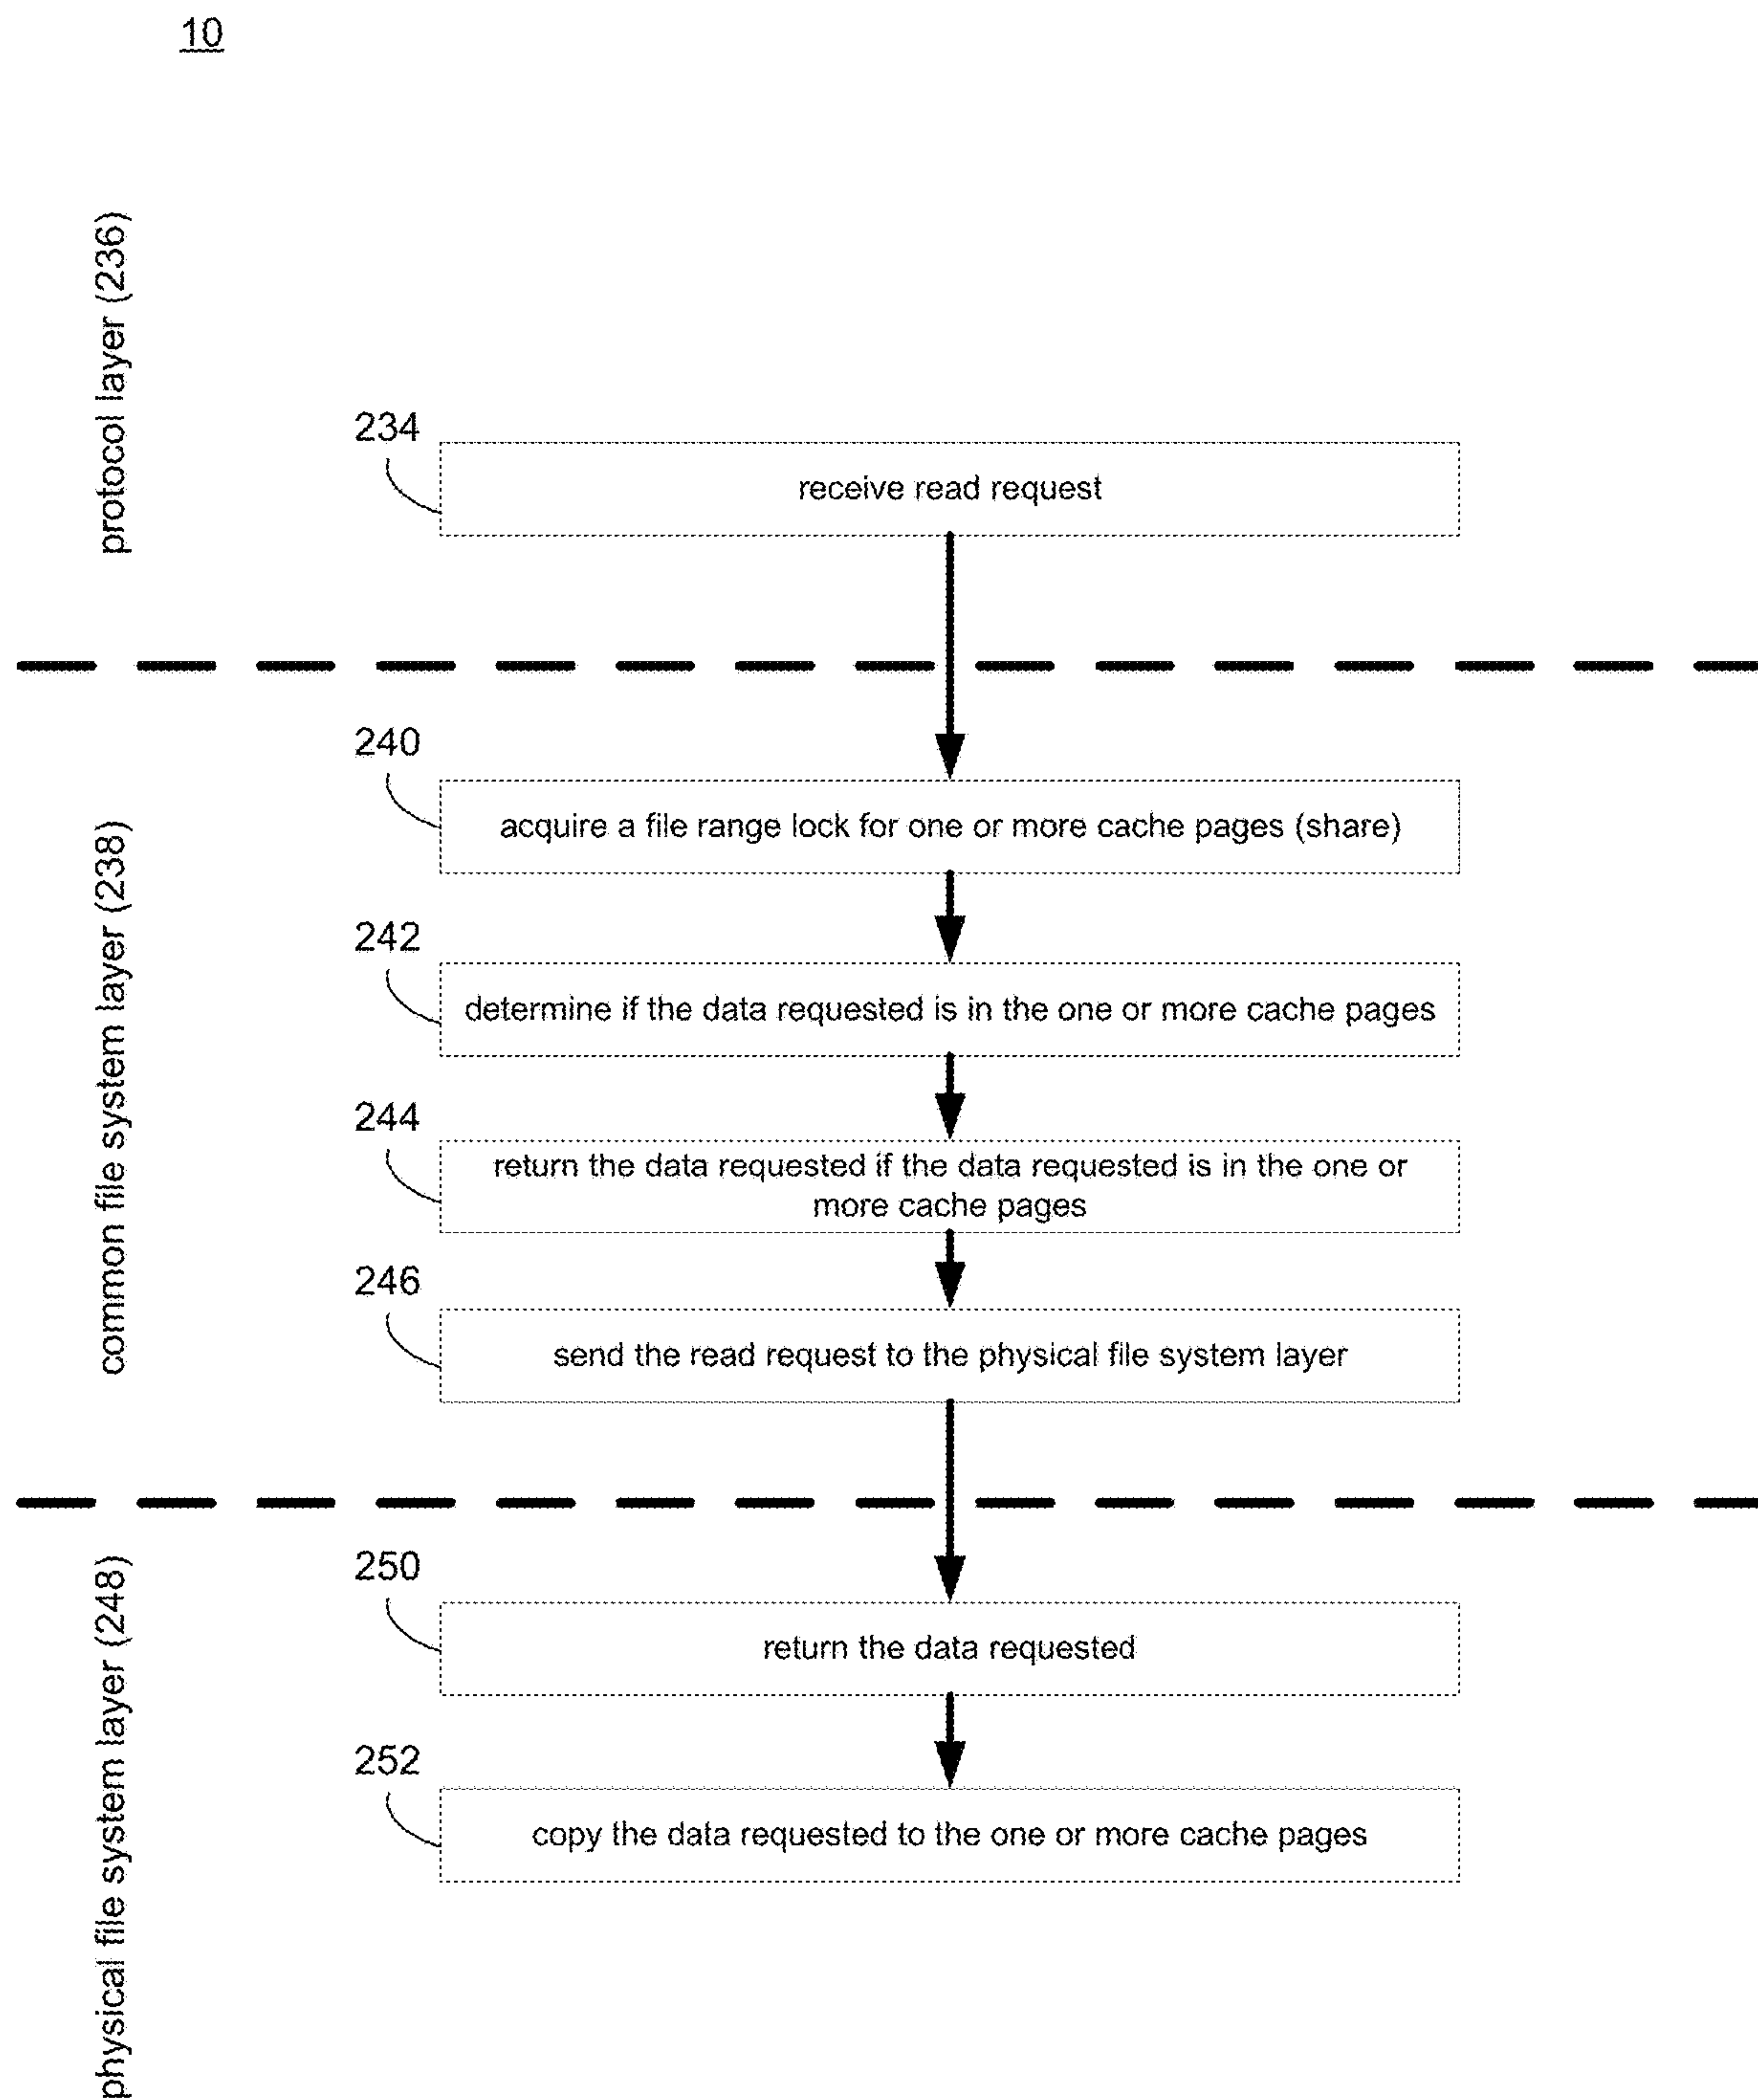 10
protocol layer (236)
234
receive read request
common file system layer (238)
240
acquire a file range lock for one or more cache pages (share)
242
determine if the data requested is in the one or more cache pages
244
return the data requested if the data requested is in the one or
more cache pages
246
send the read request to the physical file system layer
physical file system layer (248)
250
return the data requested
252
copy the data requested to the one or more cache pages